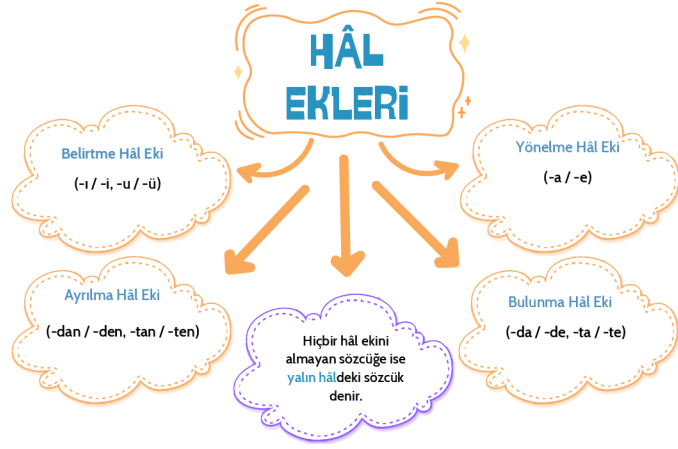 HÂL
EKLERİ
Belirtme Hâl Eki
(-ı / -i, -u / -ü)
Yönelme Hâl Eki
(-a / -e)
Ayrılma Hâl Eki
(-dan / -den, -tan / -ten)
Bulunma Hâl Eki
(-da / -de, -ta / -te)
Hiçbir hâl ekini
almayan sözcüğe ise
yalın hâldeki sözcük
denir.